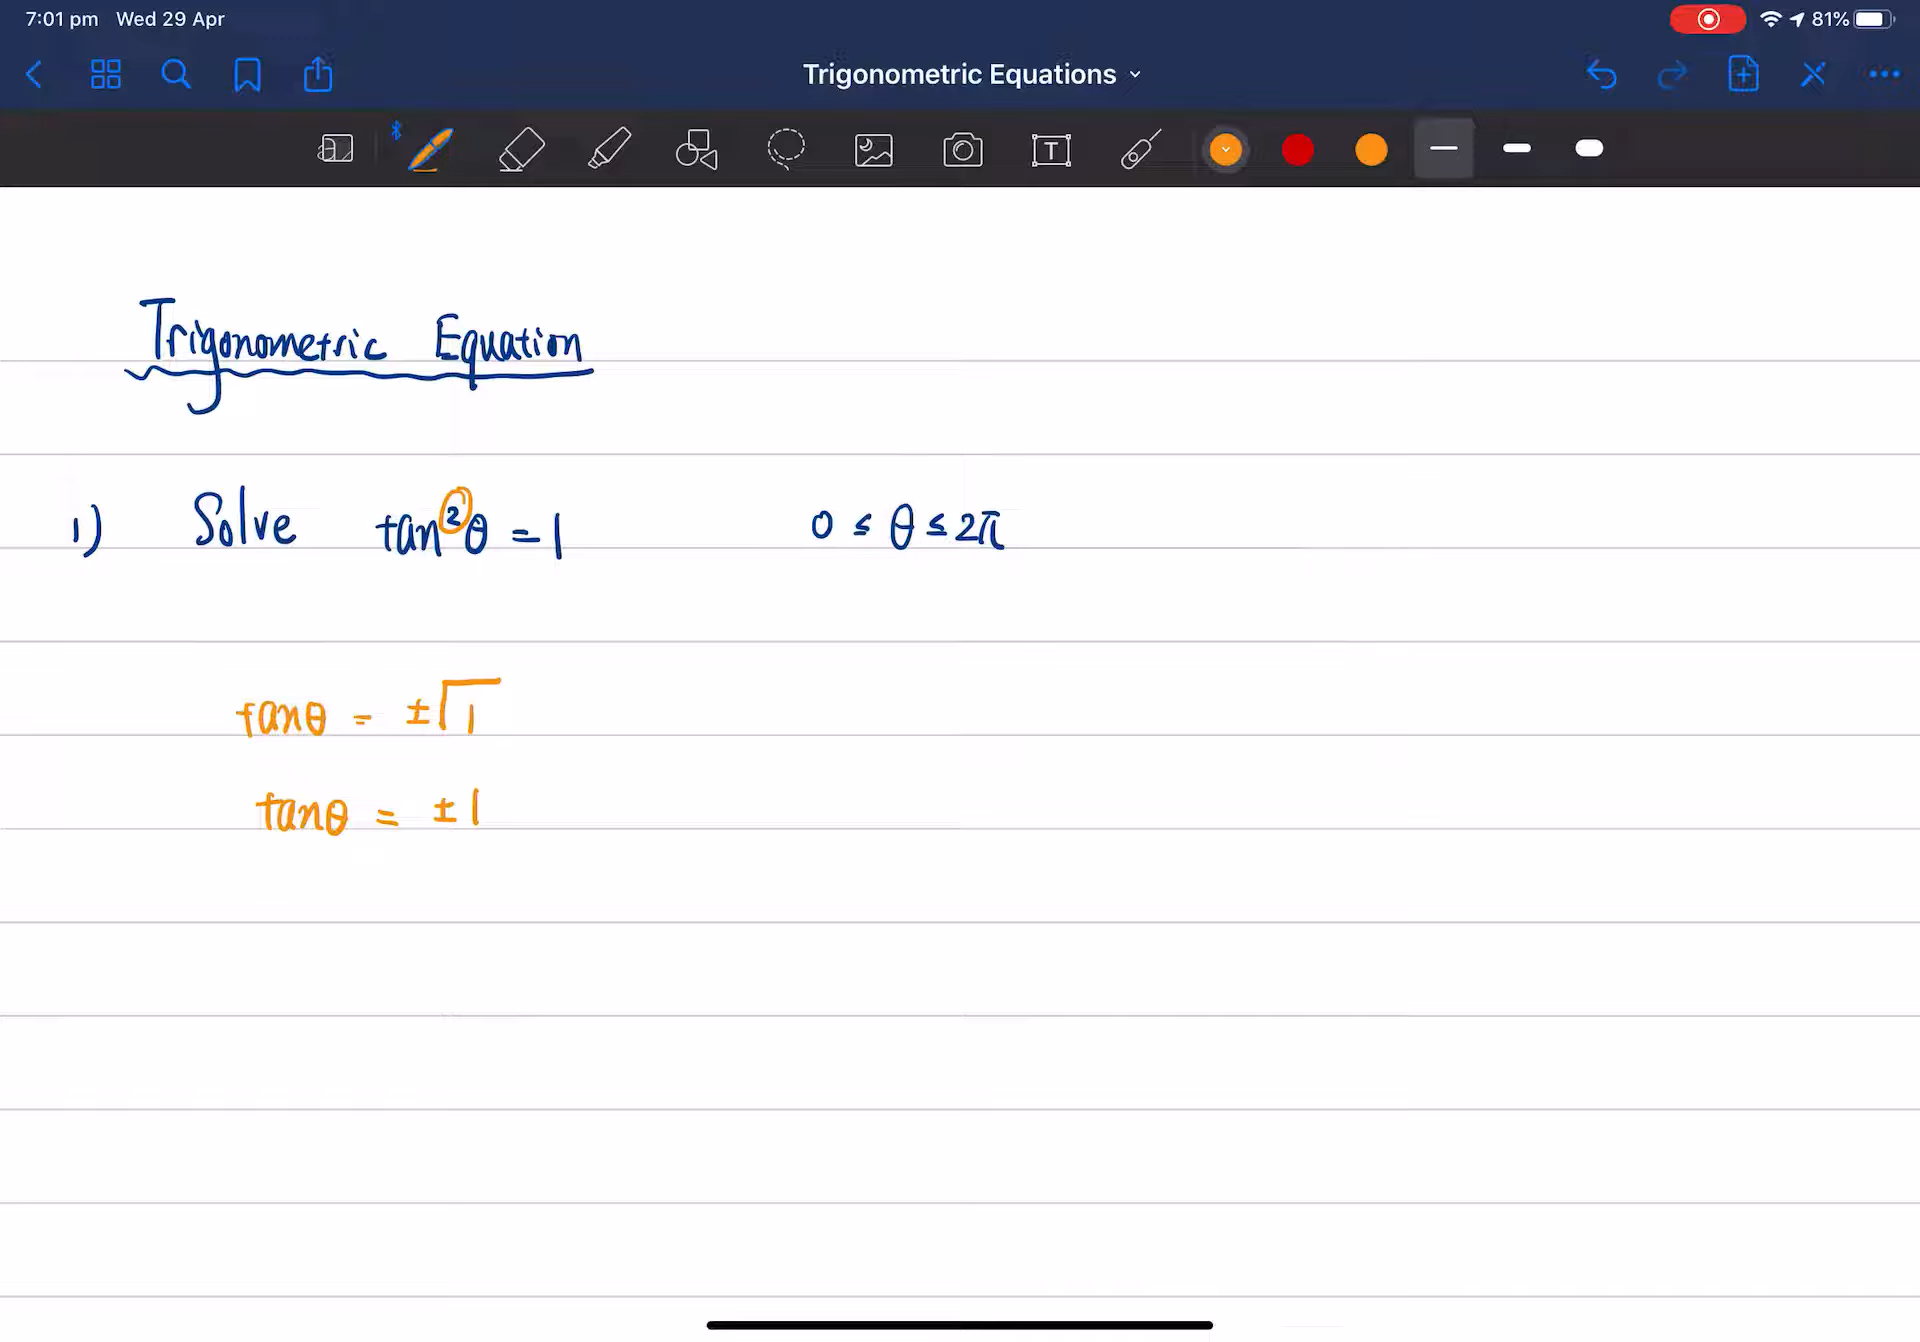 7:01 pm Wed 29 Apr 81%
Trigonometric Equations
T
Trigonometric Equation
1) Solve tan²θ = 1 0 ≤ θ ≤ 2π
tanθ = ±√1
tanθ = ±1